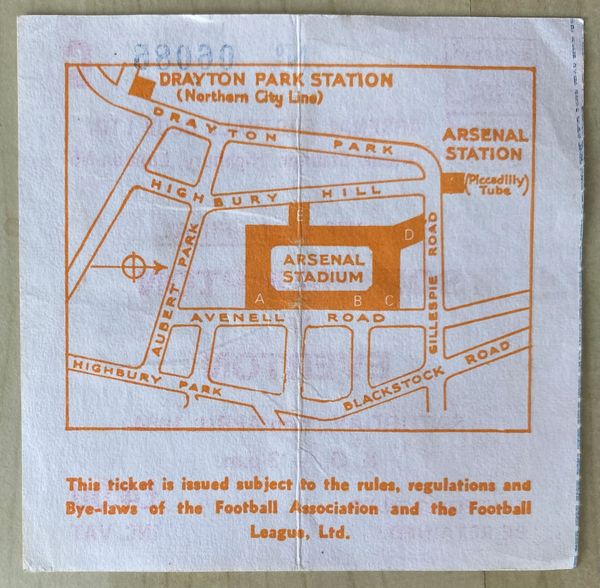 DRAYTON PARK STATION
(Northern City Line)
DRAYTON PARK
ARSENAL
STATION
(Piccadilly
Tube)
HIGHBURY HILL
E
D
ARSENAL
STADIUM
GILLESPIE ROAD
AUBERT PARK
A B C
AVENELL ROAD
HIGHBURY PARK
BLACKSTOCK ROAD
This ticket is issued subject to the rules, regulations and
Bye-laws of the Football Association and the Football
League, Ltd.